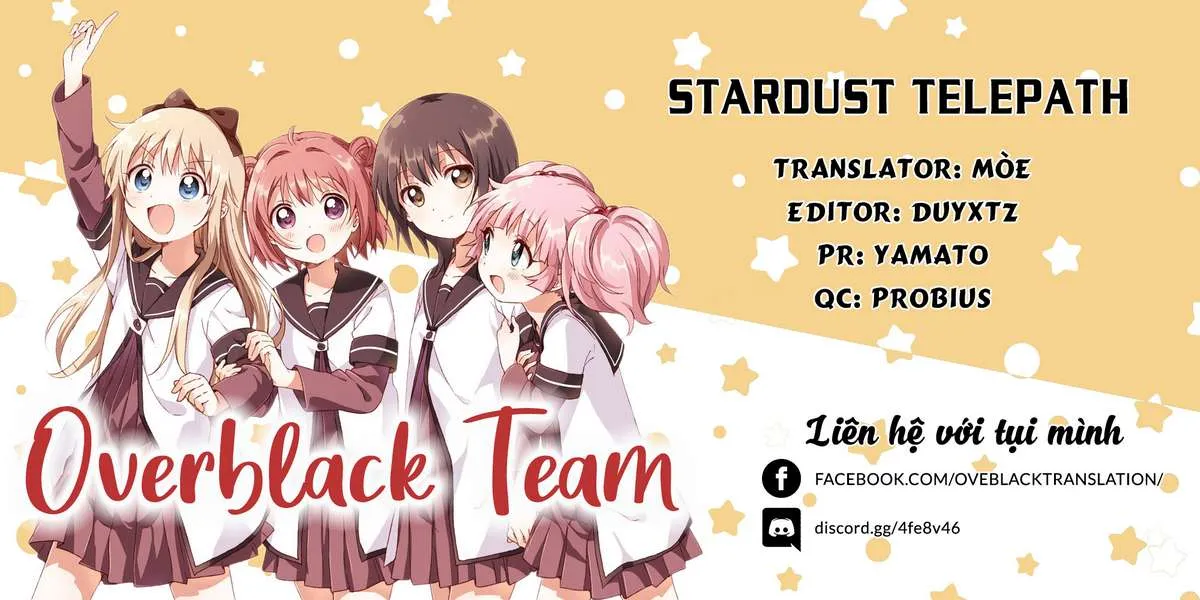 STARDUST TELEPATH
TRANSLATOR: MÒE
EDITOR: DUYXTZ
PR: YAMATO
QC: PROBIUS
Overblack Team
Liên hệ với tụi mình
FACEBOOK.COM/OVEBLACKTRANSLATION/
discord.gg/4fe8v46